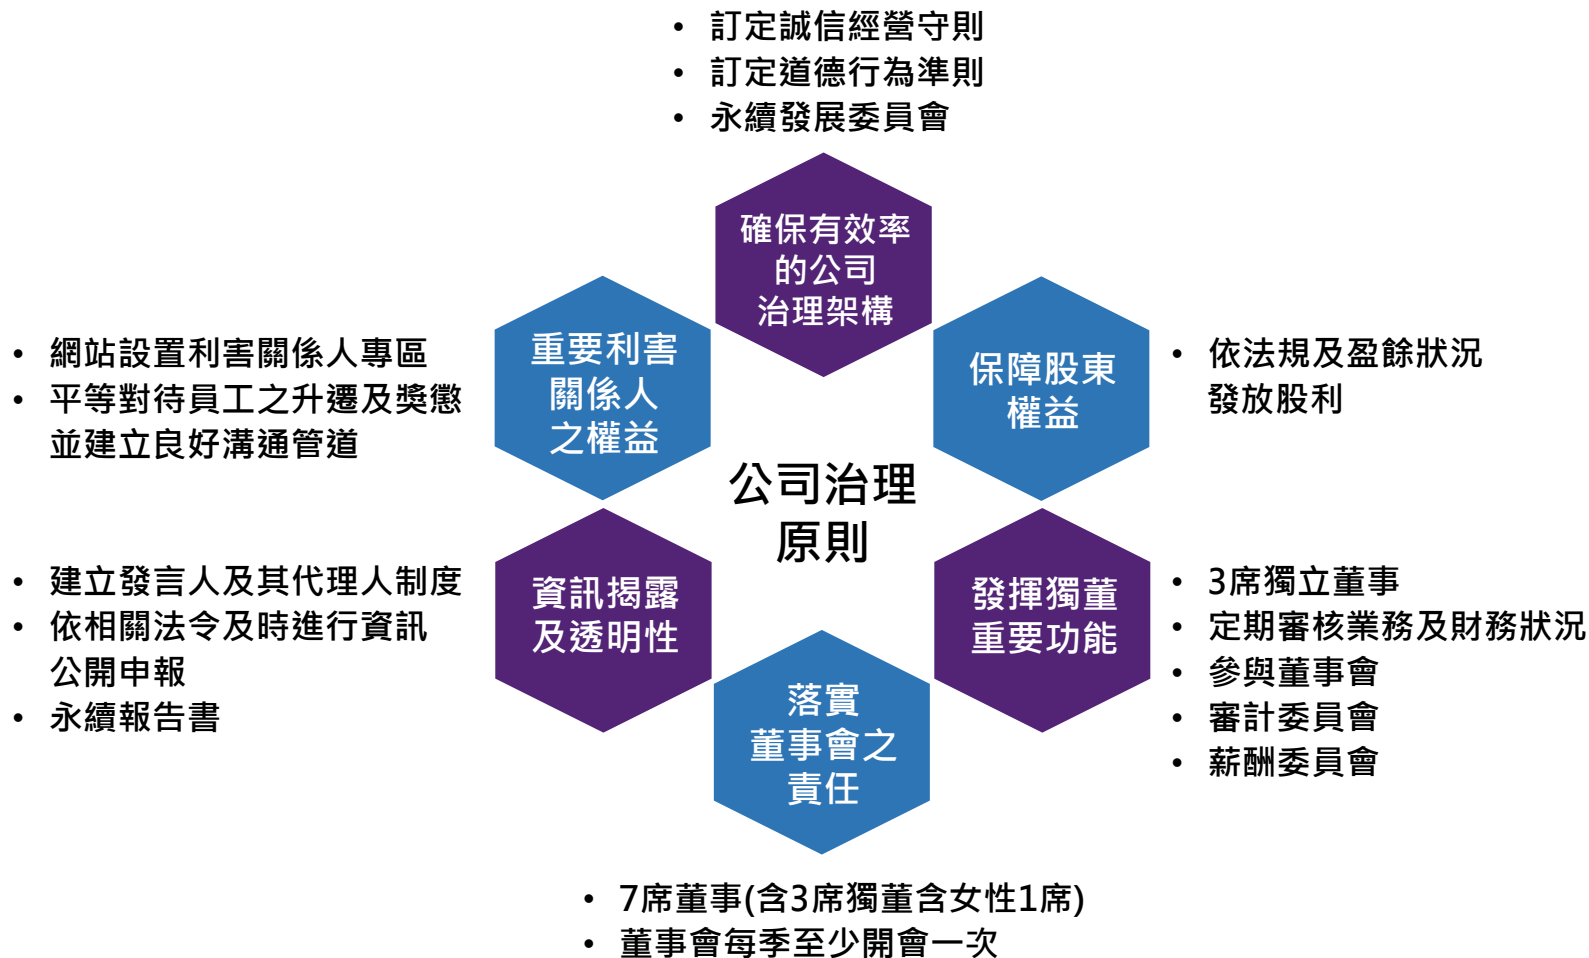 • 訂定誠信經營守則
• 訂定道德行為準則
• 永續發展委員會
確保有效率
的公司
治理架構
重要利害
關係人
之權益
• 網站設置利害關係人專區
• 平等對待員工之升遷及獎懲
並建立良好溝通管道
保障股東
權益
• 依法規及盈餘狀況
發放股利
公司治理
原則
資訊揭露
及透明性
• 建立發言人及其代理人制度
• 依相關法令及時進行資訊
公開申報
• 永續報告書
發揮獨董
重要功能
• 3席獨立董事
• 定期審核業務及財務狀況
• 參與董事會
• 審計委員會
• 薪酬委員會
落實
董事會之
責任
• 7席董事(含3席獨董含女性1席)
• 董事會每季至少開會一次